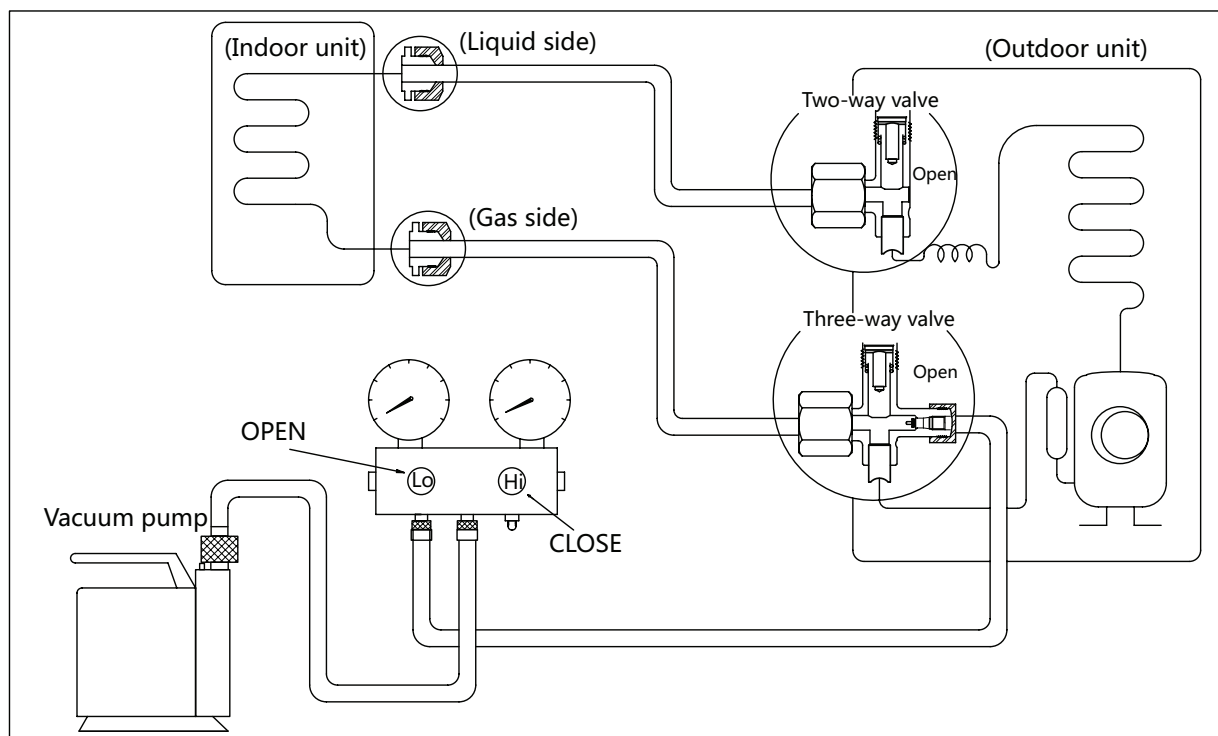 (Indoor unit)
(Liquid side)
(Outdoor unit)
Two-way valve
Open
(Gas side)
Three-way valve
Open
OPEN
Lo
Hi
Vacuum pump
CLOSE